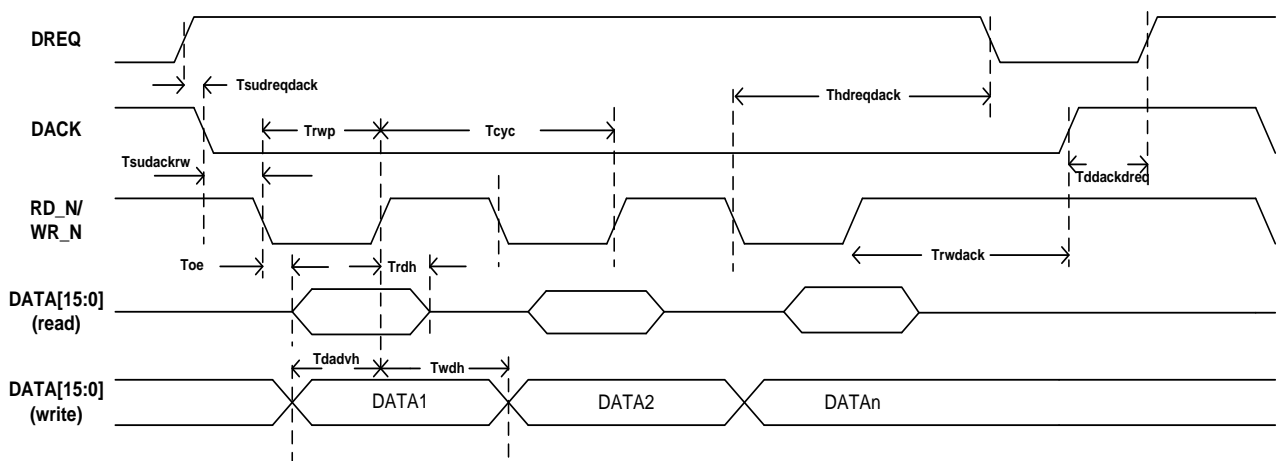 DREQ
Tsudreqdack
Thdreqdack
DACK
Trwp
Tcyc
Tsudackrw
Tddackdreq
RD_N/
WR_N
Toe
Trdh
Trwdack
DATA[15:0]
(read)
Tdadvh
Twdh
DATA[15:0]
(write)
DATA1
DATA2
DATAn